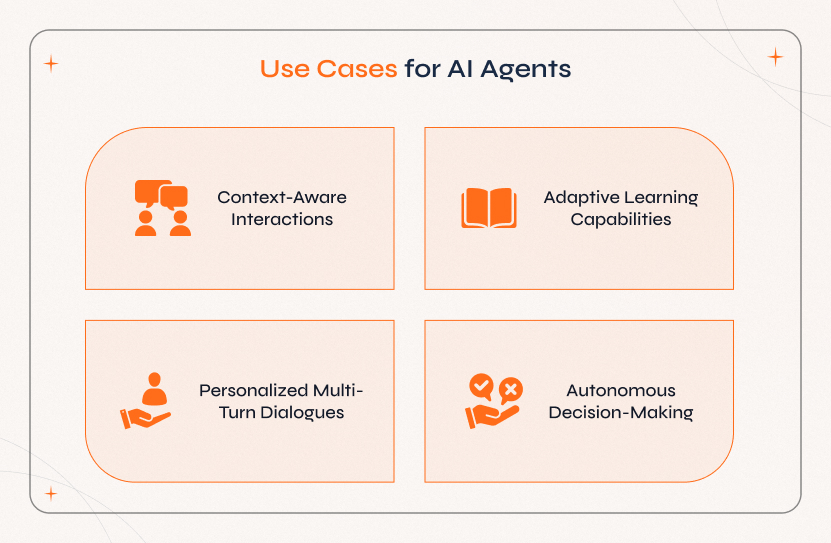 Use Cases for AI Agents
Context-Aware
Interactions
Adaptive Learning
Capabilities
Personalized Multi-
Turn Dialogues
Autonomous
Decision-Making